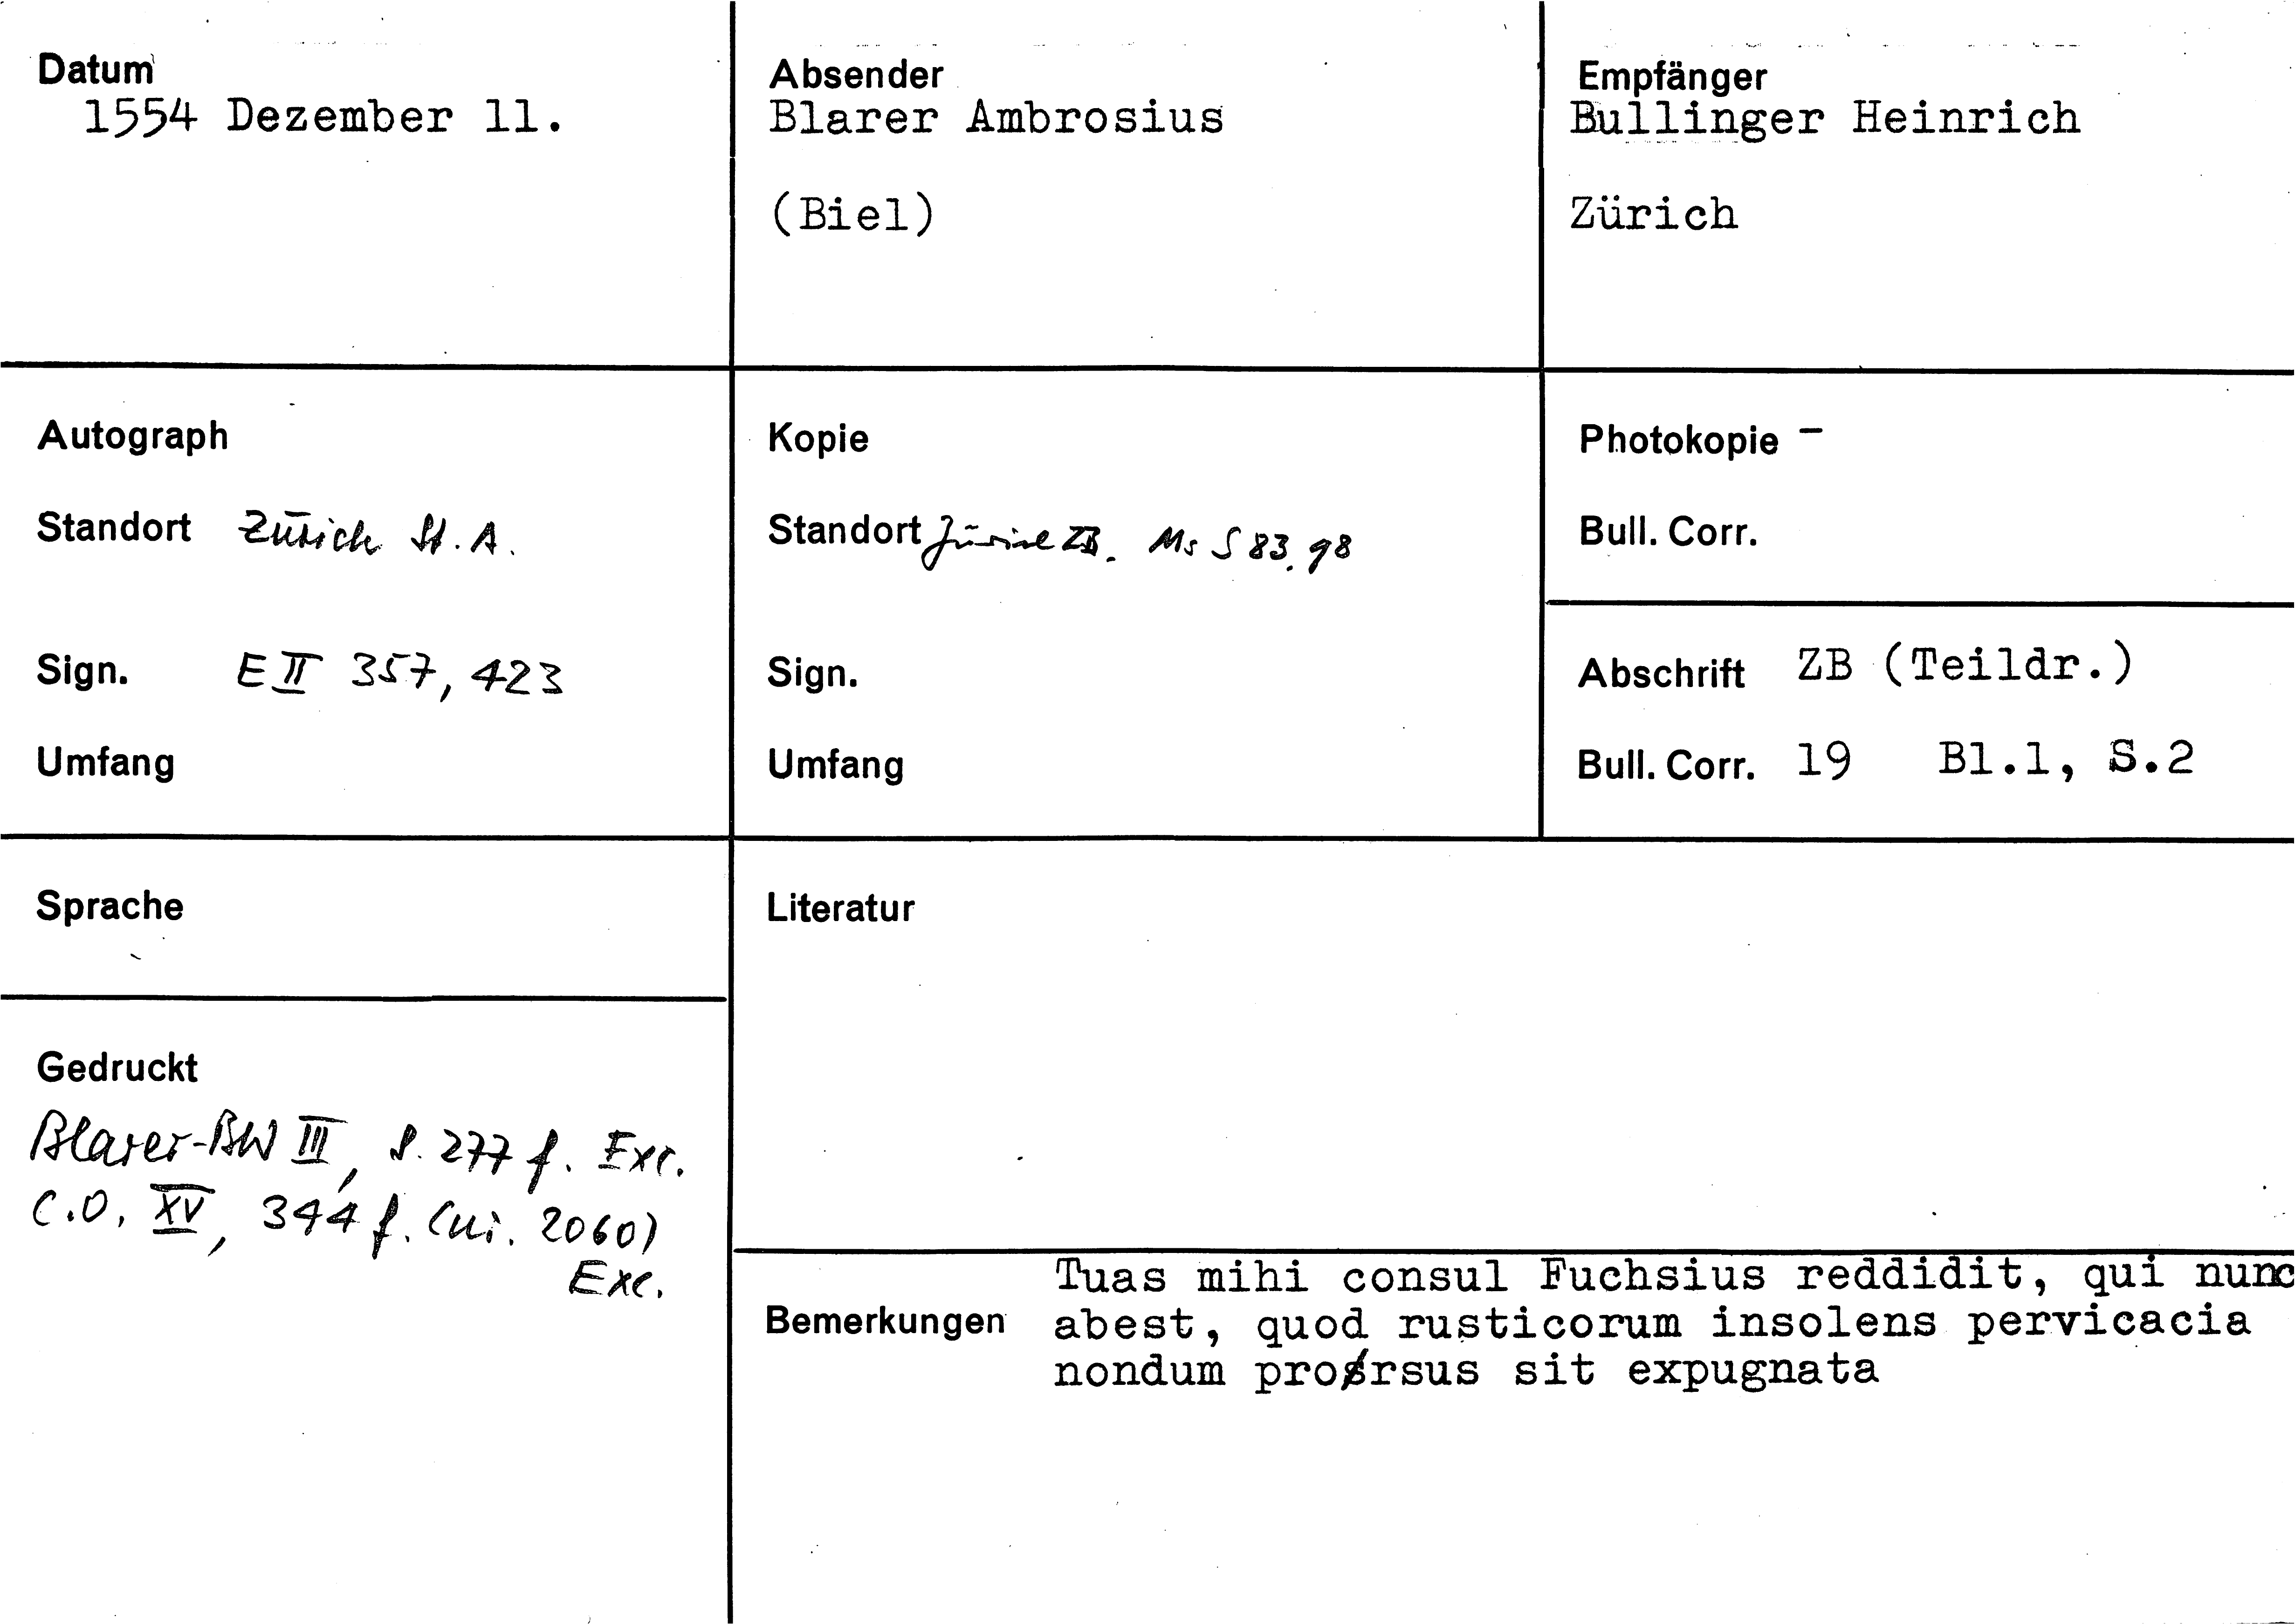 Datum
1554 Dezember 11.
Absender
Blarer Ambrosius
(Biel)
Empfänger
Bullinger Heinrich
Zürich
Autograph
Standort Zürich St. A.
Sign. E II 357, 423
Umfang
Kopie
Standort Zürich ZB. Ms S 83, 98
Sign.
Umfang
Photokopie –
Bull. Corr.
Abschrift ZB (Teildr.)
Bull. Corr. 19 Bl.1, S.2
Sprache
Gedruckt
Blarer-BW III, S. 277 f. Exc.
C.O. XV, 344 f. (nr. 2060)
Exc.
Literatur
Bemerkungen
Tuas mihi consul Fuchsius reddidit, qui nunc
abest, quod rusticorum insolens pervicacia
nondum prorsus sit expugnata